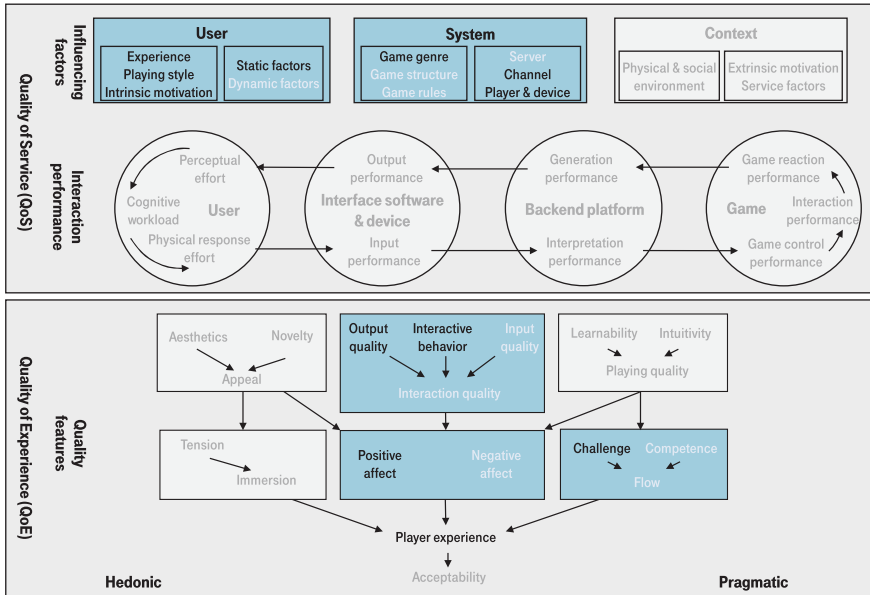 Quality of Service (QoS)
Influencing
factors
User
Experience
Playing style
Intrinsic motivation
Static factors
Dynamic factors
System
Game genre
Game structure
Game rules
Server
Channel
Player & device
Context
Physical & social
environment
Extrinsic motivation
Service factors
Interaction
performance
Perceptual
effort
Cognitive
workload
User
Physical response
effort
Output
performance
Interface software
& device
Input
performance
Generation
performance
Backend platform
Interpretation
performance
Game reaction
performance
Game
Interaction
performance
Game control
performance
Quality of Experience (QoE)
Quality
features
Aesthetics
Novelty
Appeal
Output
quality
Interactive
behavior
Input
quality
Interaction quality
Learnability
Intuitivity
Playing quality
Tension
Immersion
Positive
affect
Negative
affect
Challenge
Competence
Flow
Player experience
Acceptability
Hedonic
Pragmatic